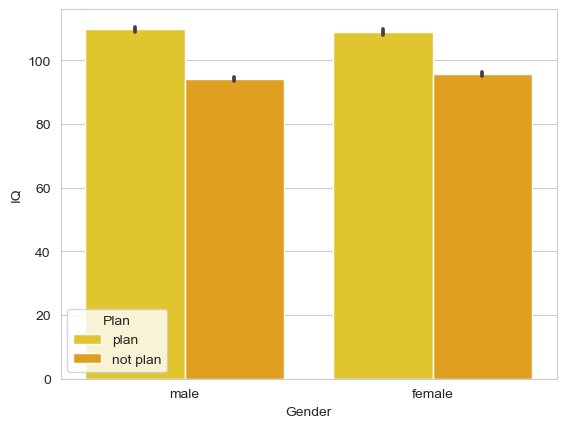 100
80
60
40
20
0
IQ
Plan
plan
not plan
male
female
Gender